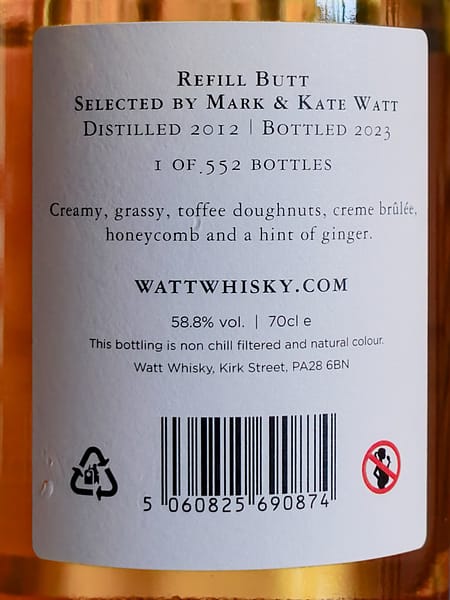 Refill Butt
Selected by Mark & Kate Watt
Distilled 2012 | Bottled 2023
1 of 552 bottles
Creamy, grassy, toffee doughnuts, creme brûlée,
honeycomb and a hint of ginger.
WATTWHISKY.COM
58.8% vol. | 70cl e
This bottling is non chill filtered and natural colour.
Watt Whisky, Kirk Street, PA28 6BN
5 060825 690874